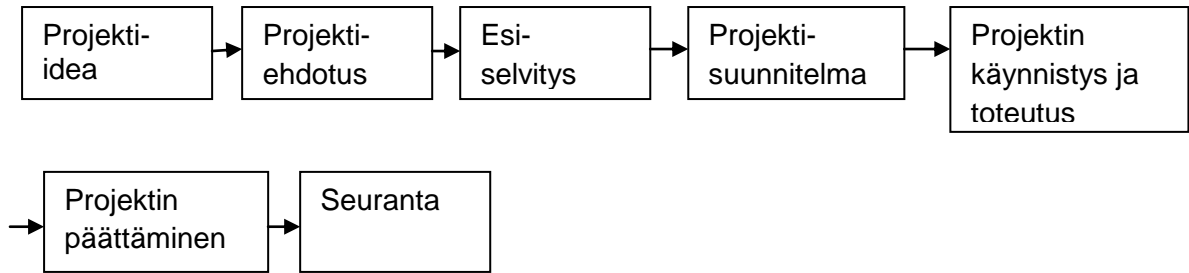 Projekti-
idea
Projekti-
ehdotus
Esi-
selvitys
Projekti-
suunnitelma
Projektin
käynnistys ja
toteutus
Projektin
päättäminen
Seuranta